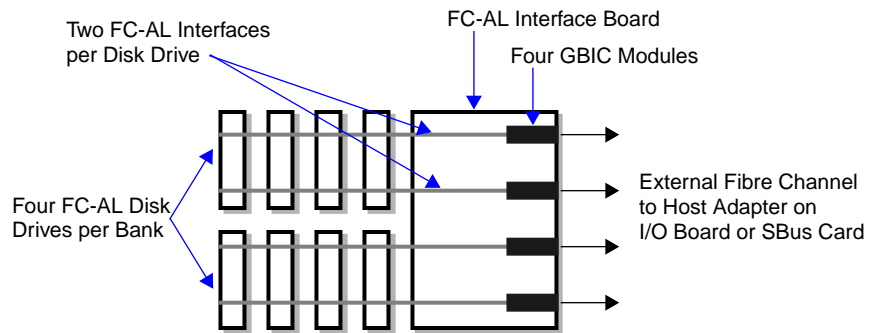 Two FC-AL Interfaces
per Disk Drive
FC-AL Interface Board
Four GBIC Modules
Four FC-AL Disk
Drives per Bank
External Fibre Channel
to Host Adapter on
I/O Board or SBus Card